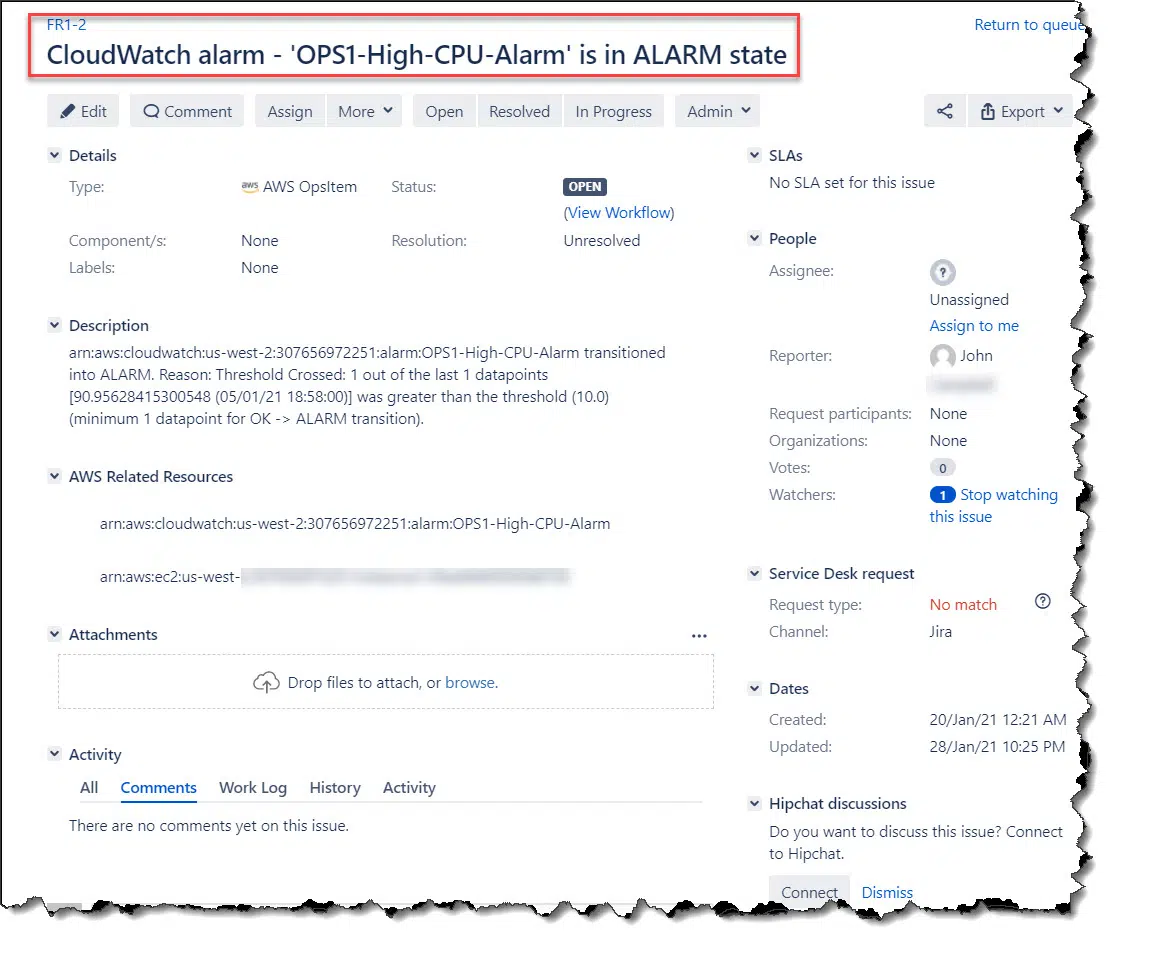 FR1-2
Return to queue
CloudWatch alarm - 'OPS1-High-CPU-Alarm' is in ALARM state
Edit Comment Assign More Open Resolved In Progress Admin Export
Details
Type: aws AWS OpsItem Status: OPEN
(View Workflow)
Component/s: None Resolution: Unresolved
Labels: None
Description
arn:aws:cloudwatch:us-west-2:307656972251:alarm:OPS1-High-CPU-Alarm transitioned
into ALARM. Reason: Threshold Crossed: 1 out of the last 1 datapoints
[90.95628415300548 (05/01/21 18:58:00)] was greater than the threshold (10.0)
(minimum 1 datapoint for OK -> ALARM transition).
AWS Related Resources
arn:aws:cloudwatch:us-west-2:307656972251:alarm:OPS1-High-CPU-Alarm
arn:aws:ec2:us-west-
Attachments
Drop files to attach, or browse.
Activity
All Comments Work Log History Activity
There are no comments yet on this issue.
SLAs
No SLA set for this issue
People
Assignee: ?
Unassigned
Assign to me
Reporter: John
Request participants: None
Organizations: None
Votes: 0
Watchers: 1 Stop watching
this issue
Service Desk request
Request type: No match ?
Channel: Jira
Dates
Created: 20/Jan/21 12:21 AM
Updated: 28/Jan/21 10:25 PM
Hipchat discussions
Do you want to discuss this issue? Connect
to Hipchat.
Connect Dismiss